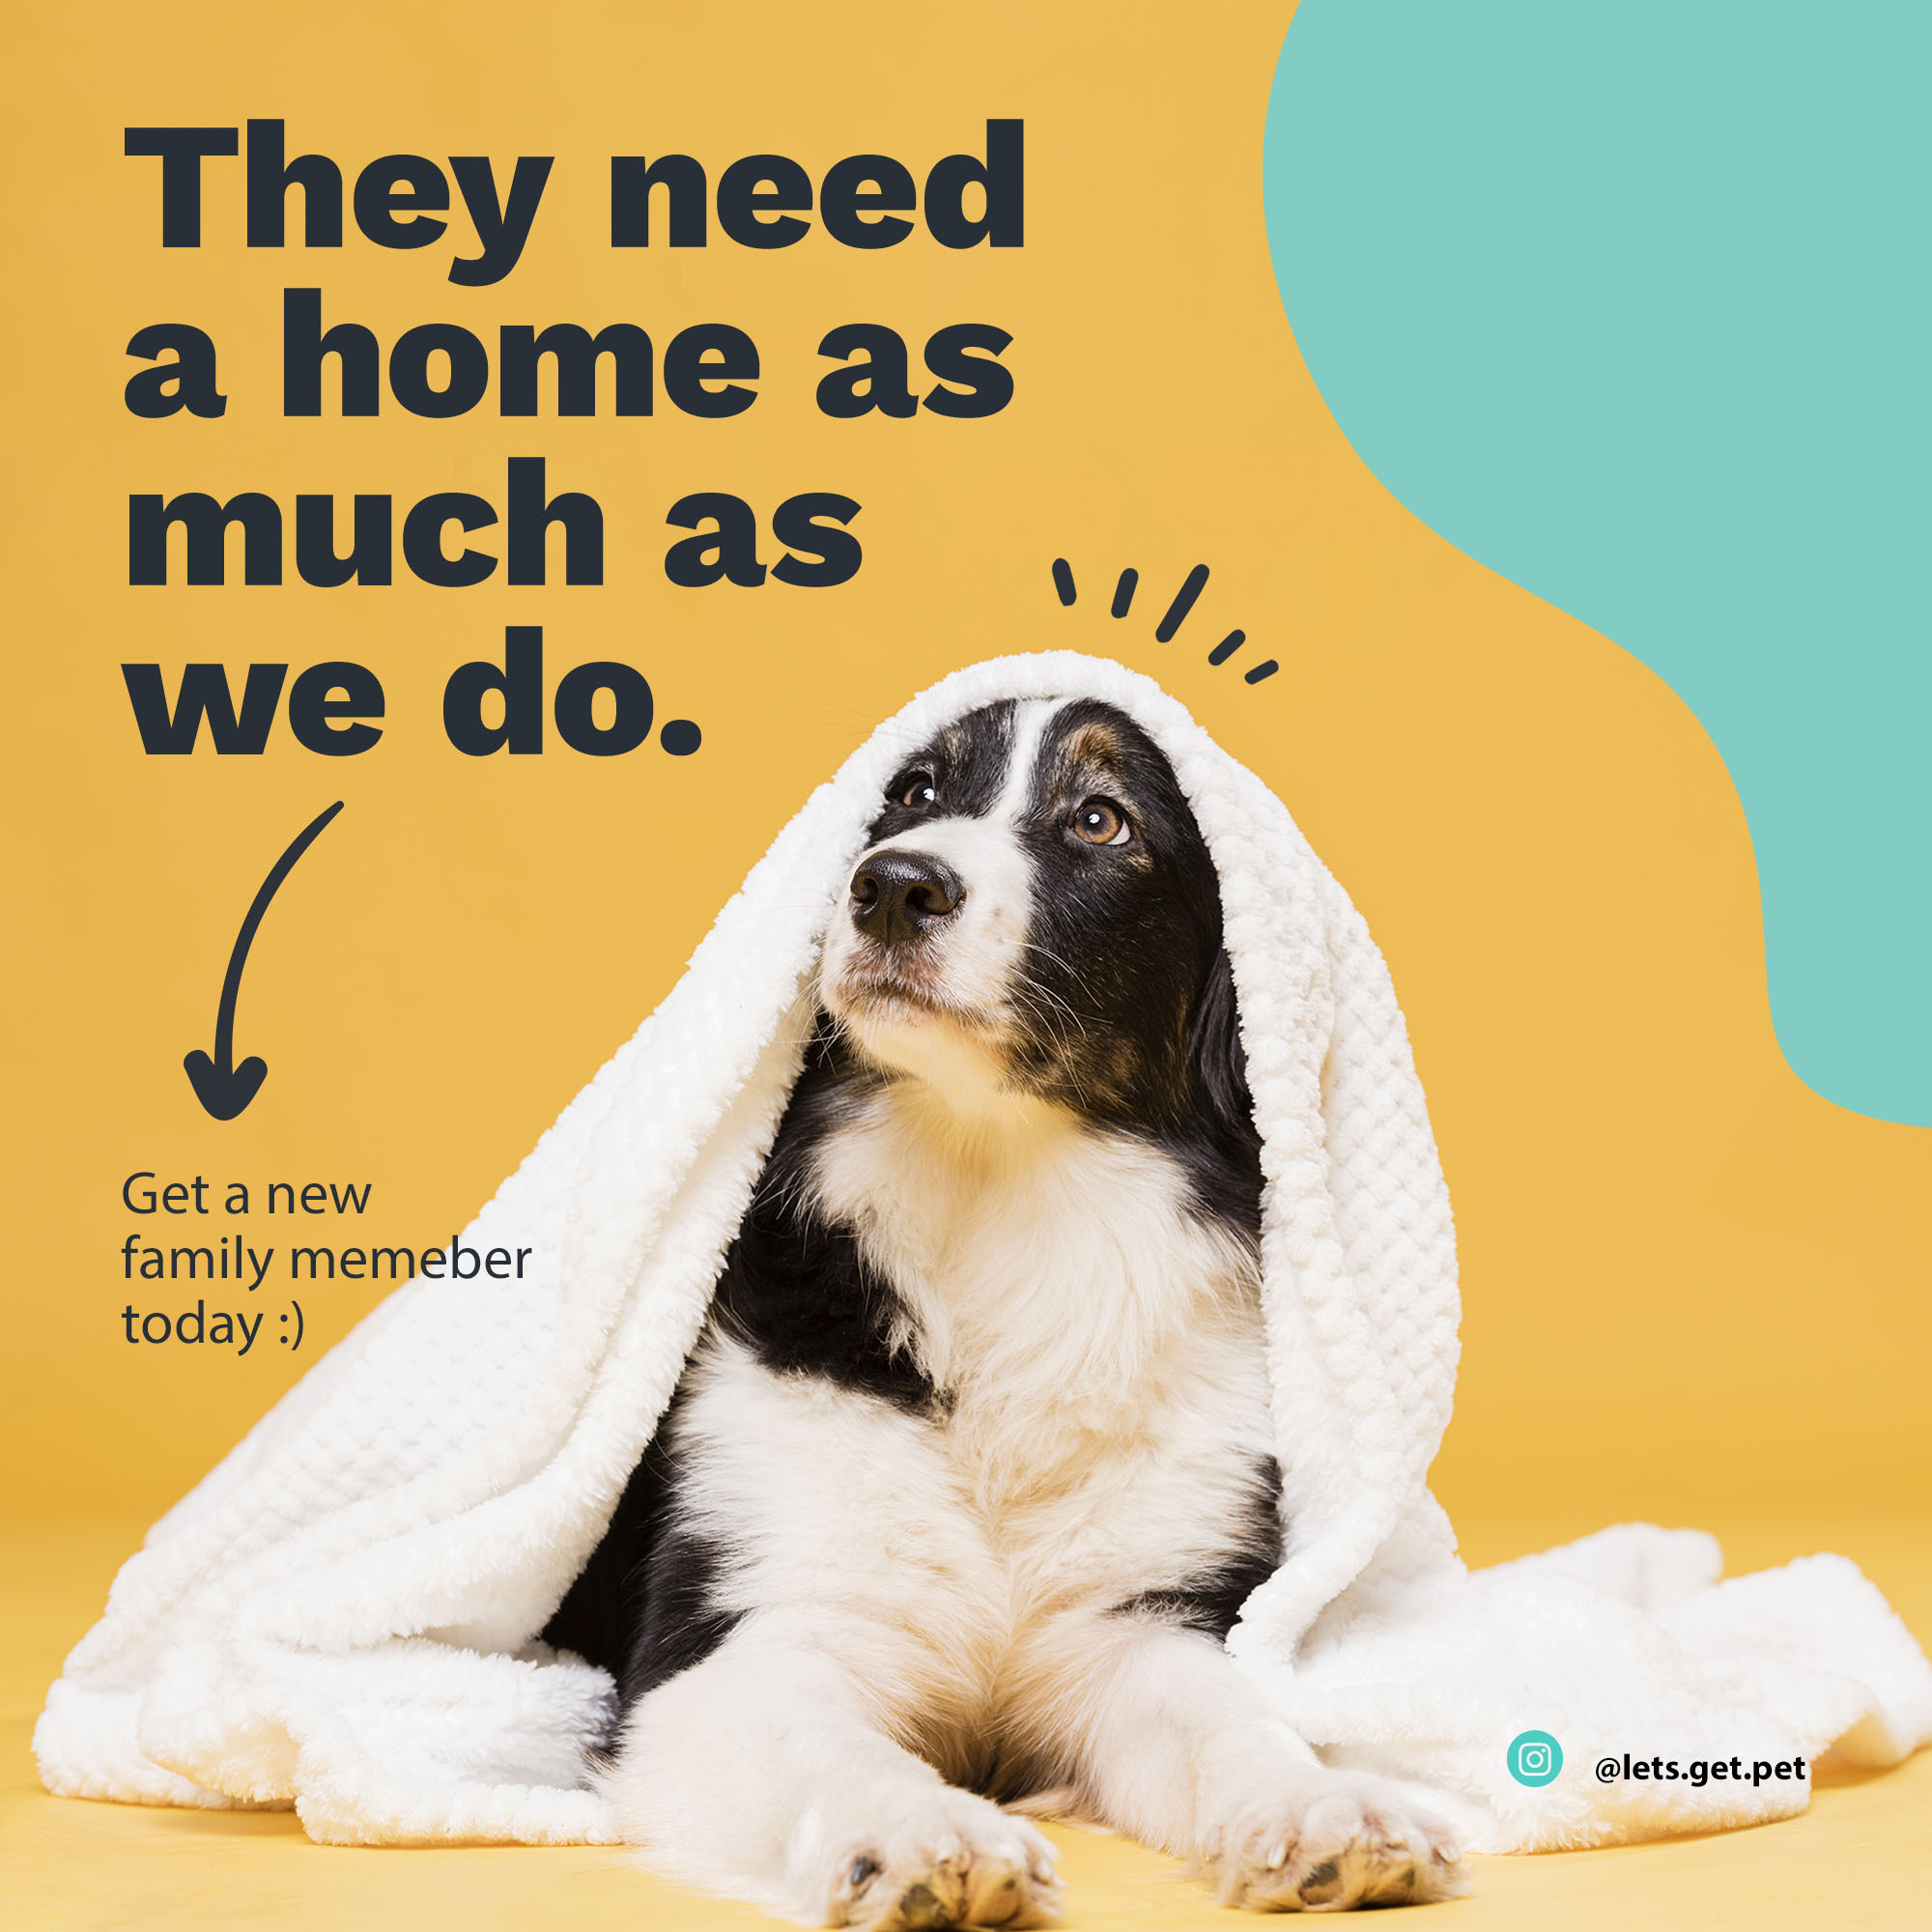 They need
a home as
much as
we do.
Get a new
family memeber
today :)
@lets.get.pet